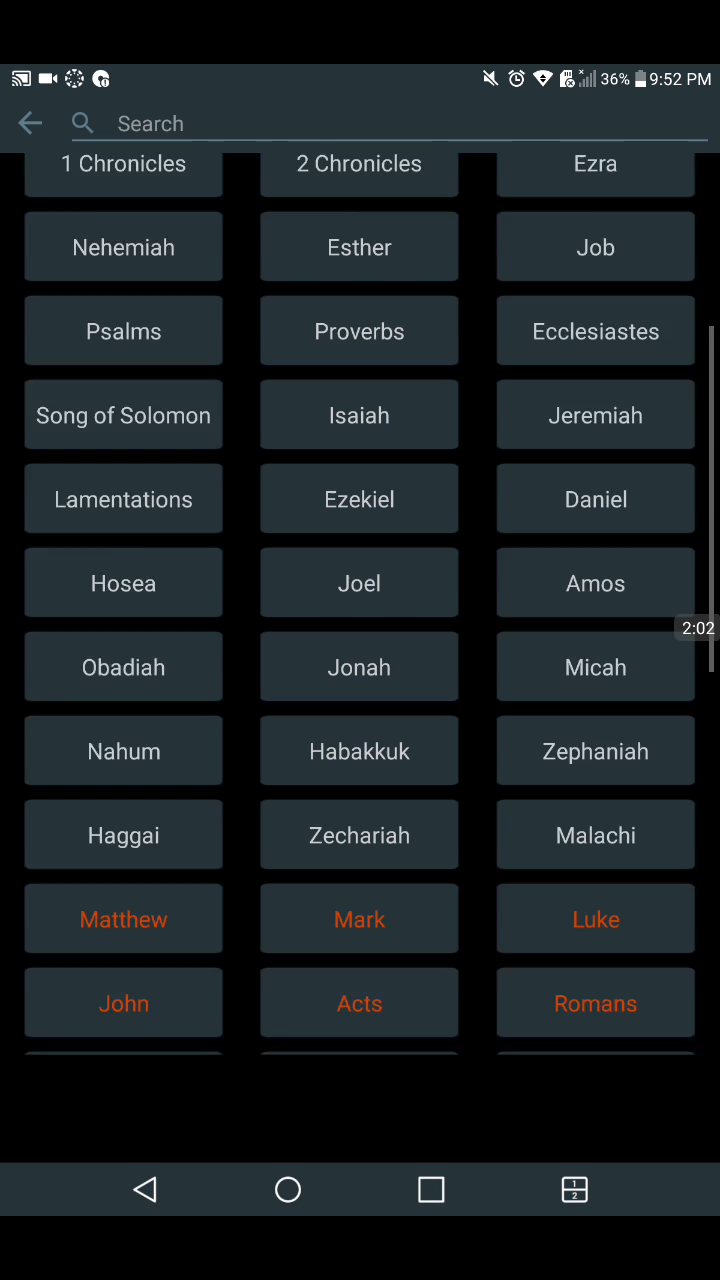 36% 9:52 PM
Search
1 Chronicles 2 Chronicles Ezra
Nehemiah Esther Job
Psalms Proverbs Ecclesiastes
Song of Solomon Isaiah Jeremiah
Lamentations Ezekiel Daniel
Hosea Joel Amos
2:02
Obadiah Jonah Micah
Nahum Habakkuk Zephaniah
Haggai Zechariah Malachi
Matthew Mark Luke
John Acts Romans
1
2